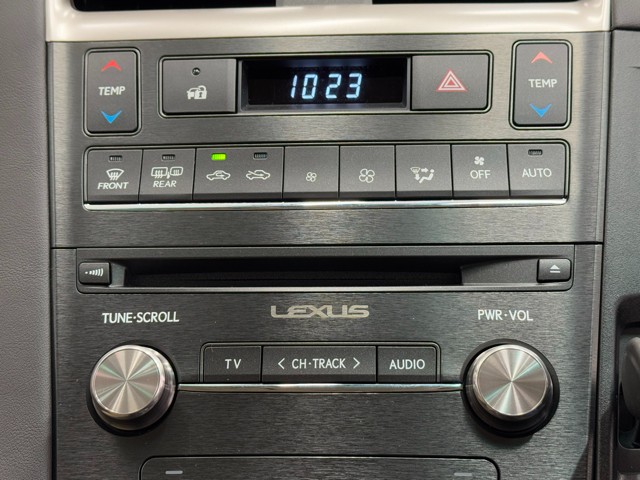 TEMP
1023
TEMP
FRONT
REAR
OFF
AUTO
LEXUS
TUNE·SCROLL
PWR·VOL
TV
< CH·TRACK >
AUDIO